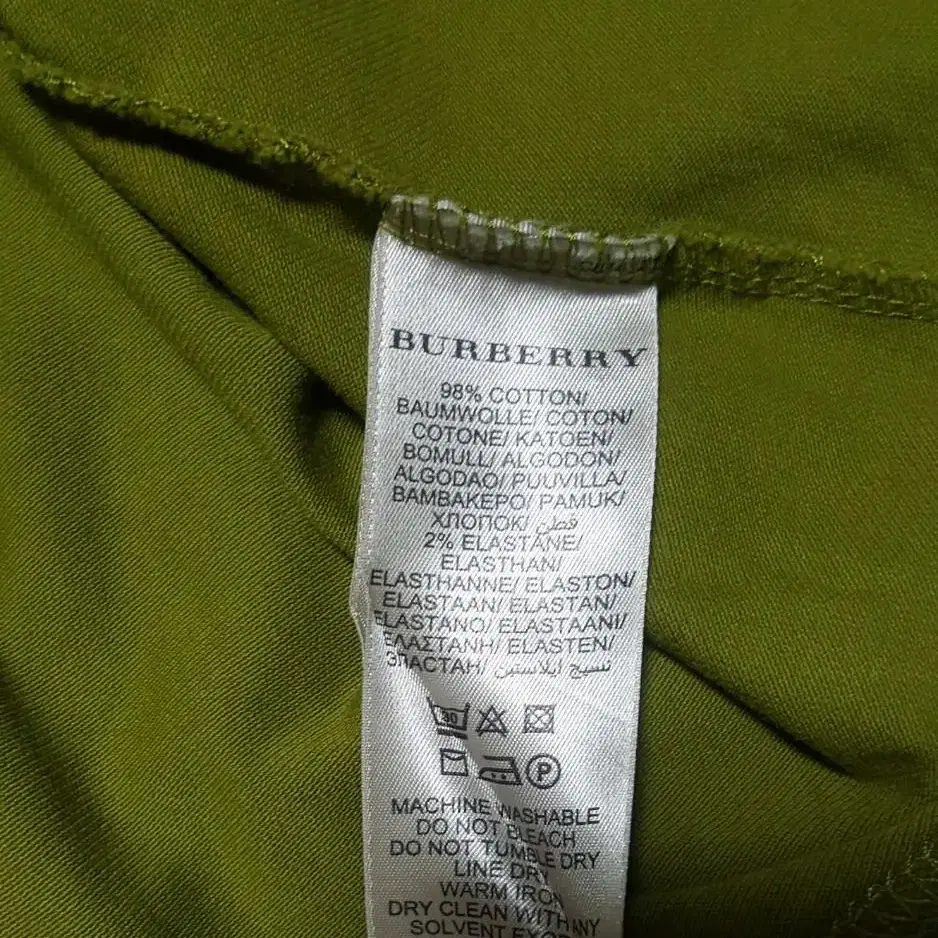 BURBERRY
98% COTTON/
BAUMWOLLE/ COTON/
COTONE/ KATOEN/
BOMULL/ ALGODON/
ALGODAO/ PUUVILLA/
BAMBAKEPO/ PAMUK/
ХЛОПОК/ قطن
2% ELASTANE/
ELASTHAN/
ELASTHANNE/ ELASTON/
ELASTAAN/ ELASTAN/
ELASTANO/ ELASTAANI/
ΕΛΑΣΤΑΝΗ/ ELASTEN/
ЭЛАСТАН/ نسيج ايلاستين
30
P
MACHINE WASHABLE
DO NOT BLEACH
DO NOT TUMBLE DRY
LINE DRY
WARM IRON
DRY CLEAN WITH ANY
SOLVENT EXCEPT